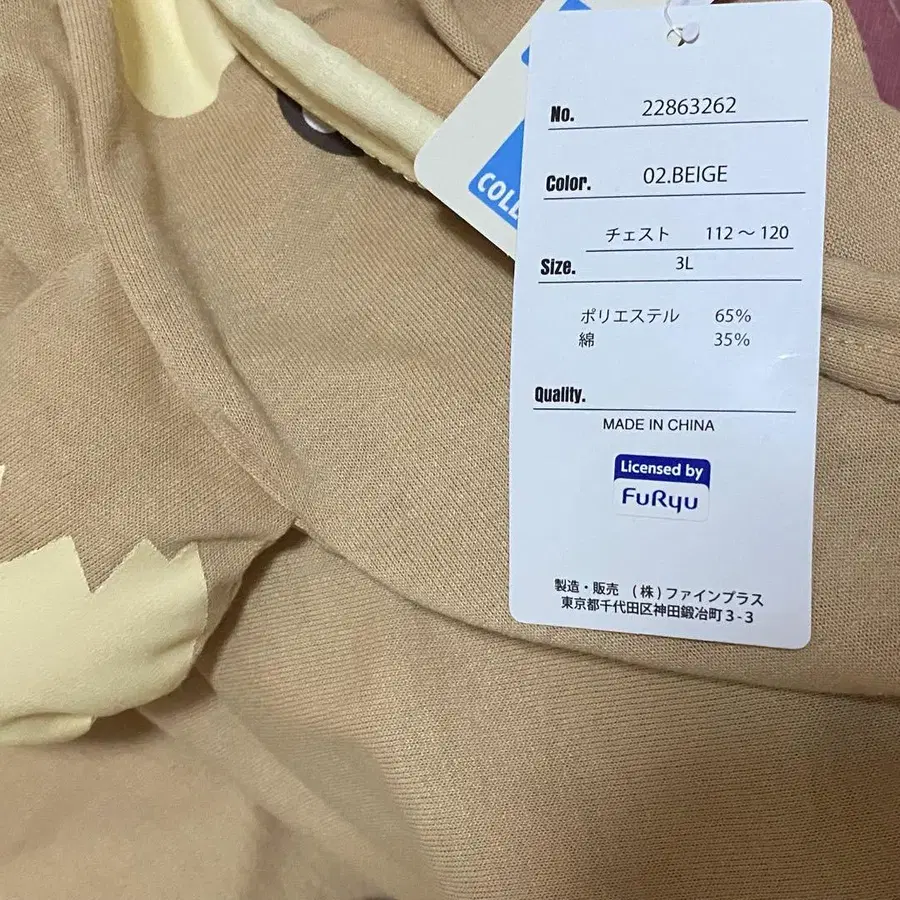 No. 22863262
Color. 02.BEIGE
チェスト 112～120
Size. 3L
ポリエステル 65%
綿 35%
Quality.
MADE IN CHINA
Licensed by
FuRyu
製造・販売 (株)ファインプラス
東京都千代田区神田鍛冶町3-3